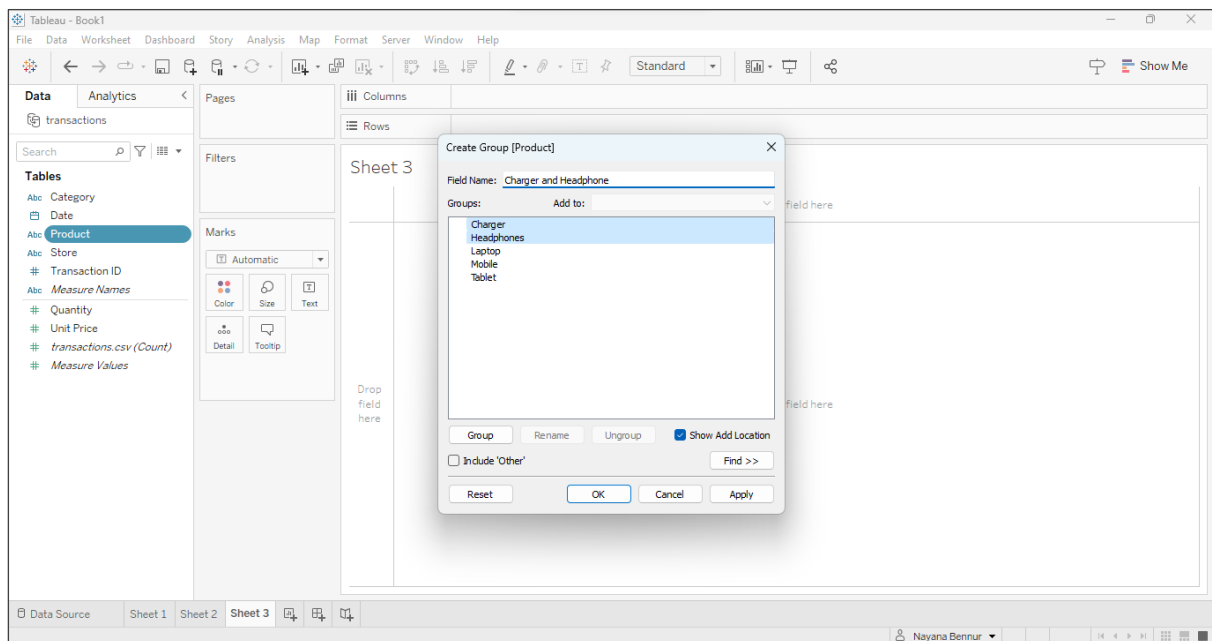 Tableau - Book1
File Data Worksheet Dashboard Story Analysis Map Format Server Window Help
Standard
Show Me
Data Analytics
transactions
Search
Tables
Abc Category
Date
Abc Product
Abc Store
# Transaction ID
Abc Measure Names
# Quantity
# Unit Price
# transactions.csv (Count)
# Measure Values
Pages
Filters
Marks
T Automatic
Color Size T Text
Detail Tooltip
iii Columns
Rows
Sheet 3
field here
Drop
field
here
field here
Create Group [Product]
Field Name: Charger and Headphone
Groups: Add to:
Charger
Headphones
Laptop
Mobile
Tablet
Group Rename Ungroup Show Add Location
Include 'Other' Find >>
Reset OK Cancel Apply
Data Source Sheet 1 Sheet 2 Sheet 3
Nayana Bennur